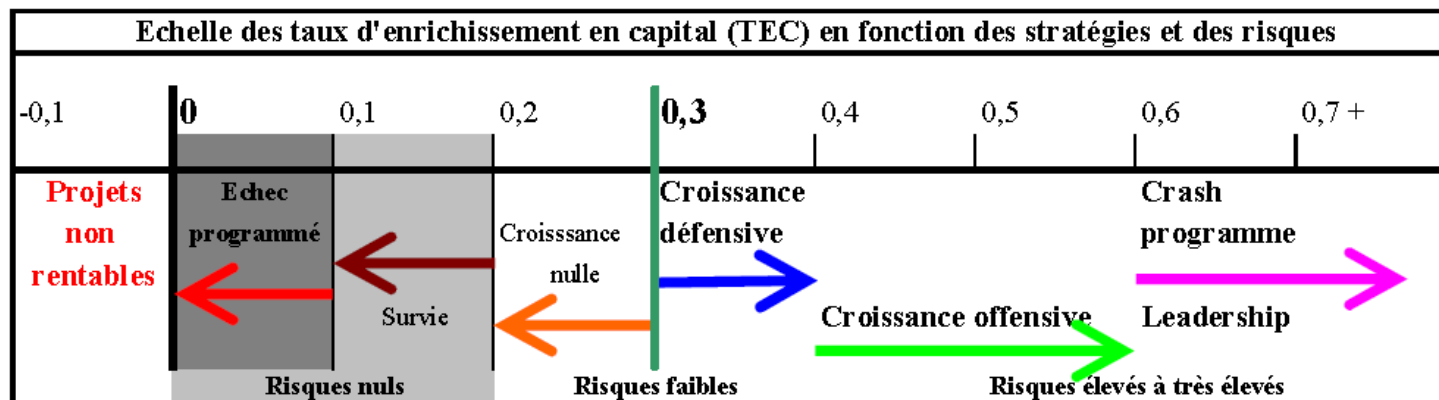 Echelle des taux d'enrichissement en capital (TEC) en fonction des stratégies et des risques
-0,1 0 0,1 0,2 0,3 0,4 0,5 0,6 0,7 +
Projets
non
rentables
Echec
programmé
Survie
Croisssance
nulle
Croissance
défensive
Croissance offensive
Crash
programme
Leadership
Risques nuls Risques faibles Risques élevés à très élevés